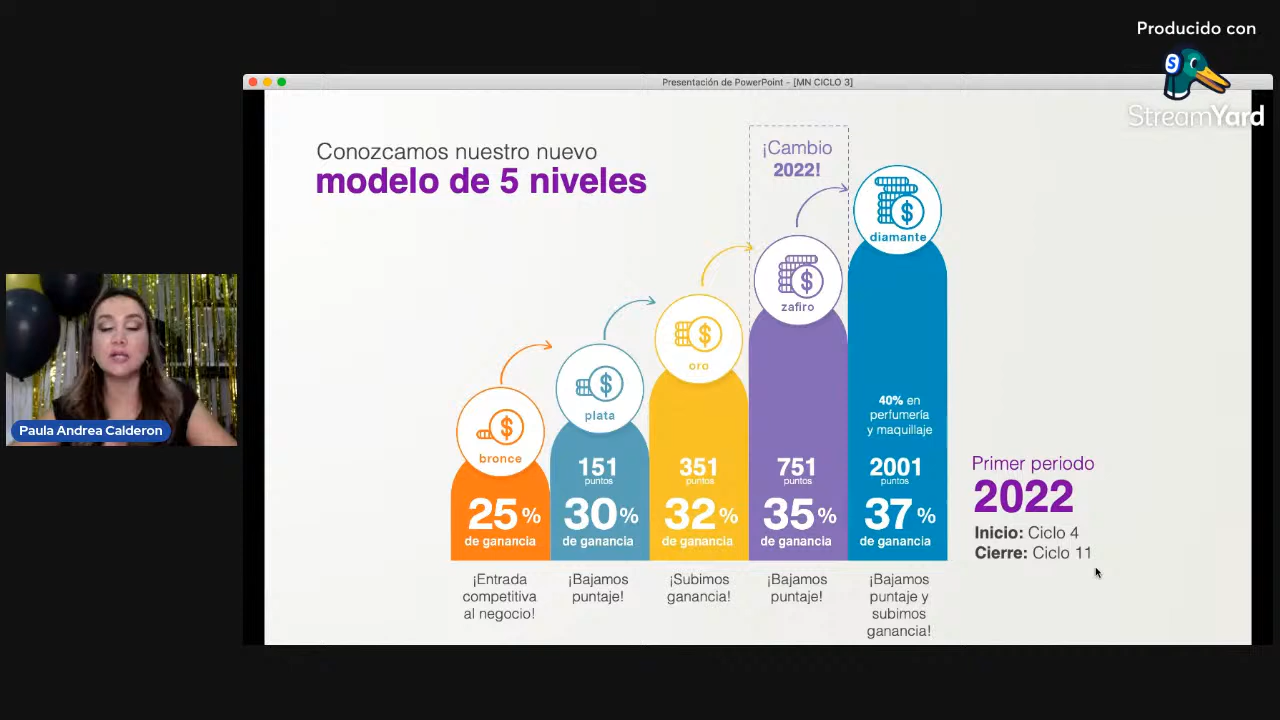 Producido con
StreamYard
Presentación de PowerPoint - [MN CICLO 3]
Conozcamos nuestro nuevo
modelo de 5 niveles
¡Cambio
2022!
diamante
zafiro
oro
plata
bronce
40% en
perfumería
y maquillaje
151
puntos
351
puntos
751
puntos
2001
puntos
25%
de ganancia
30%
de ganancia
32%
de ganancia
35%
de ganancia
37%
de ganancia
¡Entrada
competitiva
al negocio!
¡Bajamos
puntaje!
¡Subimos
ganancia!
¡Bajamos
puntaje!
¡Bajamos
puntaje y
subimos
ganancia!
Primer periodo
2022
Inicio: Ciclo 4
Cierre: Ciclo 11
Paula Andrea Calderon